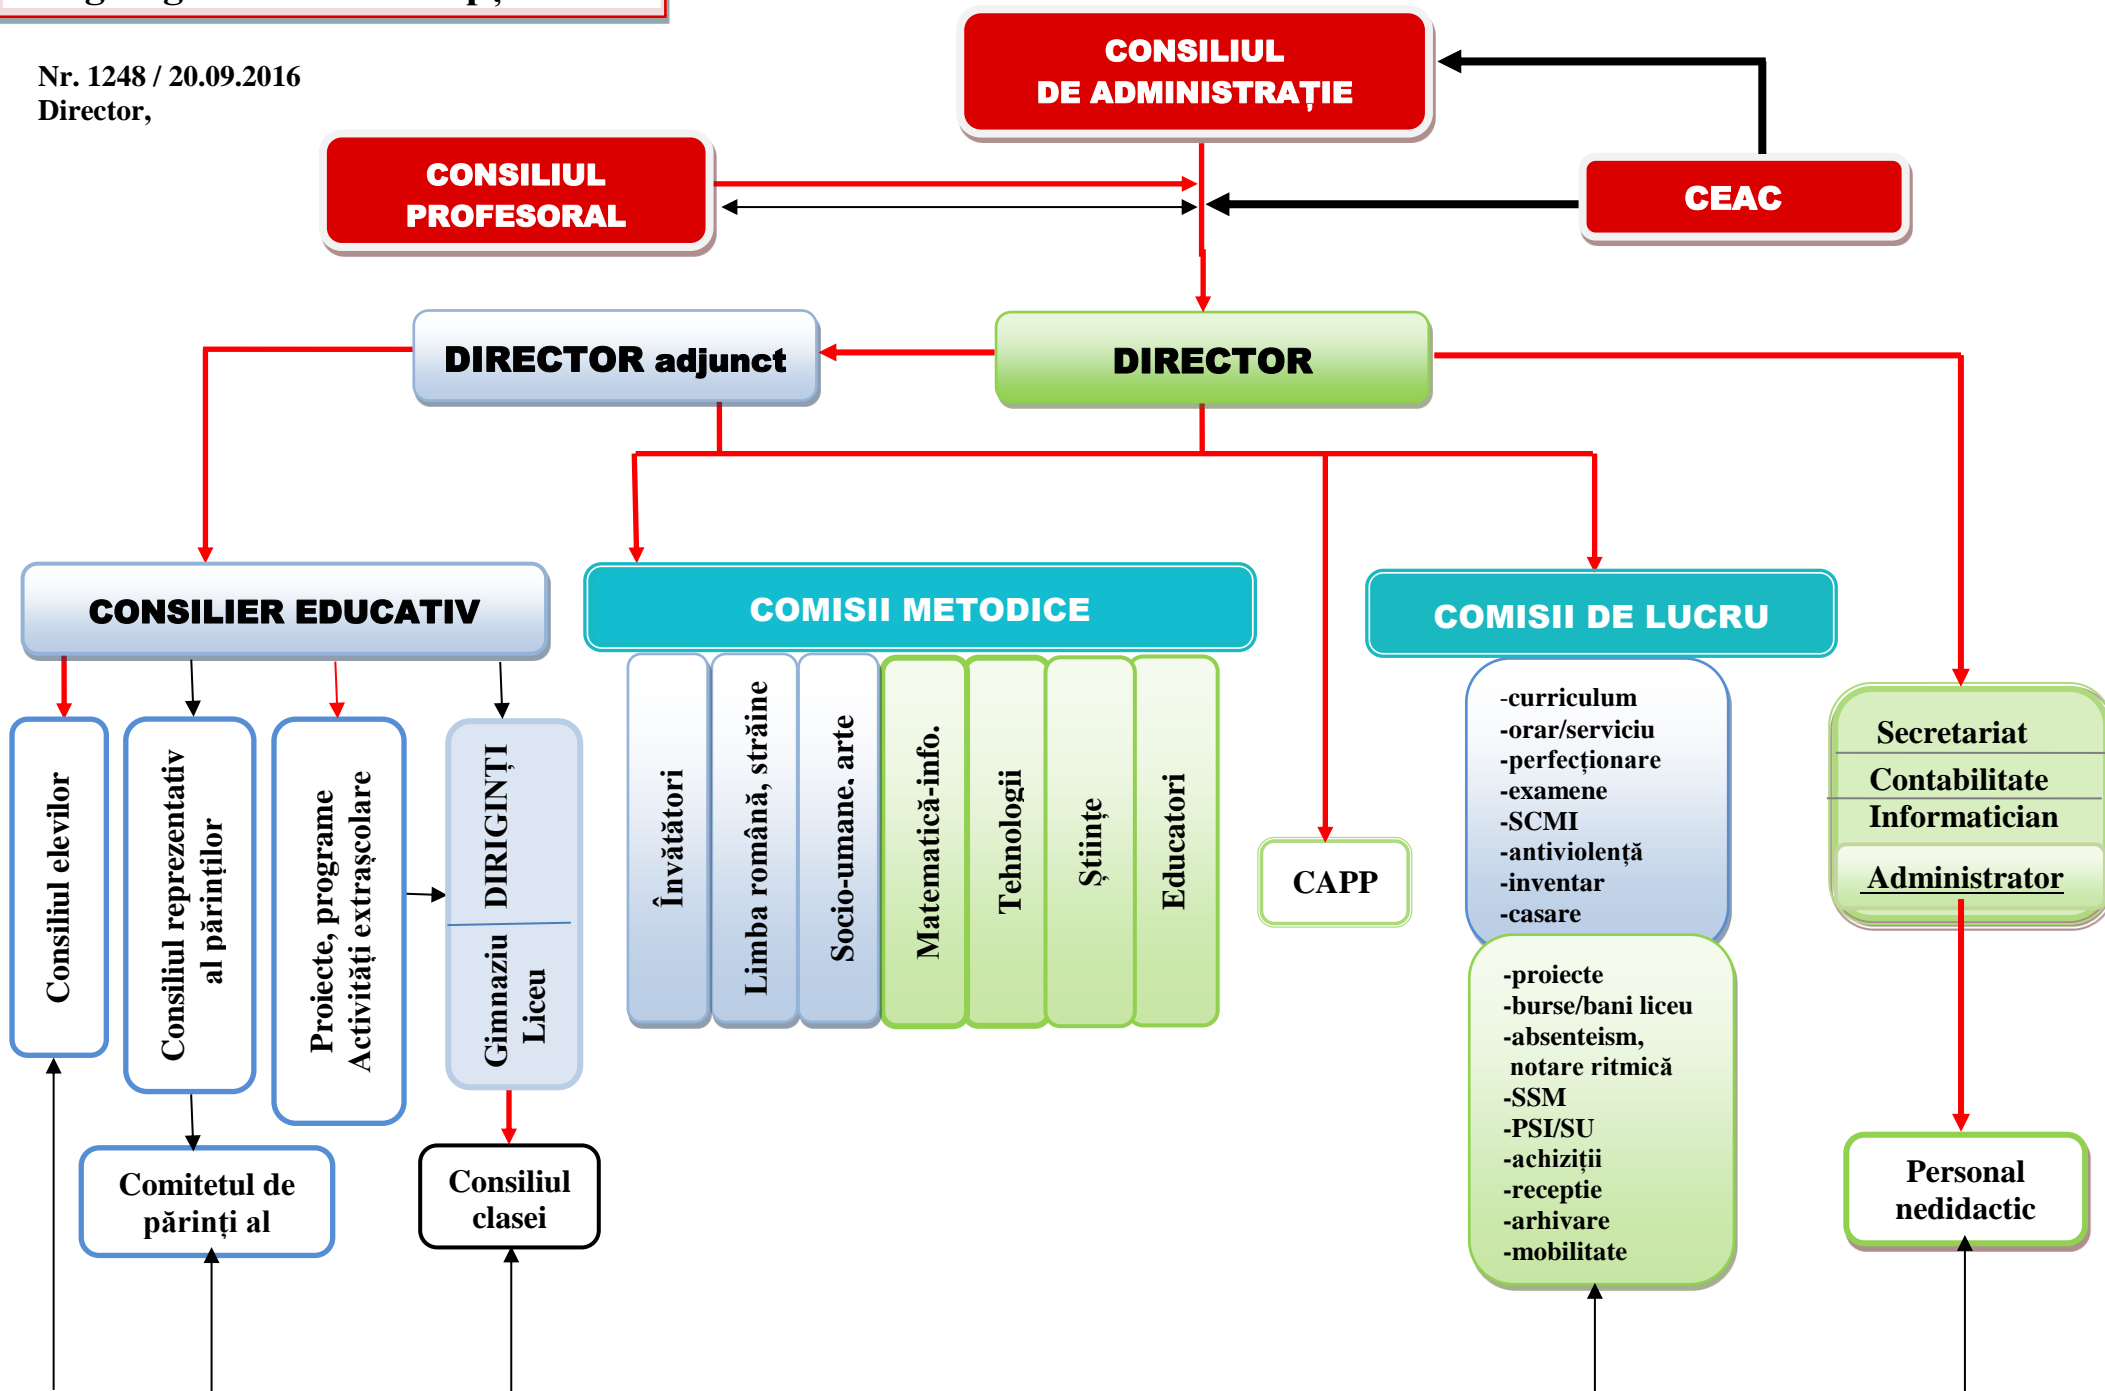 Nr. 1248 / 20.09.2016
Director,
CONSILIUL
DE ADMINISTRAȚIE
CONSILIUL
PROFESORAL
CEAC
DIRECTOR adjunct
DIRECTOR
CONSILIER EDUCATIV
COMISII METODICE
COMISII DE LUCRU
Consiliul elevilor
Consiliul reprezentativ
al părinților
Proiecte, programe
Activități extrașcolare
DIRIGINȚI
Gimnaziu
Liceu
Învătători
Limba română, străine
Socio-umane. arte
Matematică-info.
Tehnologii
Științe
Educatori
CAPP
-curriculum
-orar/serviciu
-perfecționare
-examene
-SCMI
-antiviolență
-inventar
-casare
-proiecte
-burse/bani liceu
-absenteism,
notare ritmică
-SSM
-PSI/SU
-achiziții
-receptie
-arhivare
-mobilitate
Secretariat
Contabilitate
Informatician
Administrator
Comitetul de
părinți al
Consiliul
clasei
Personal
nedidactic